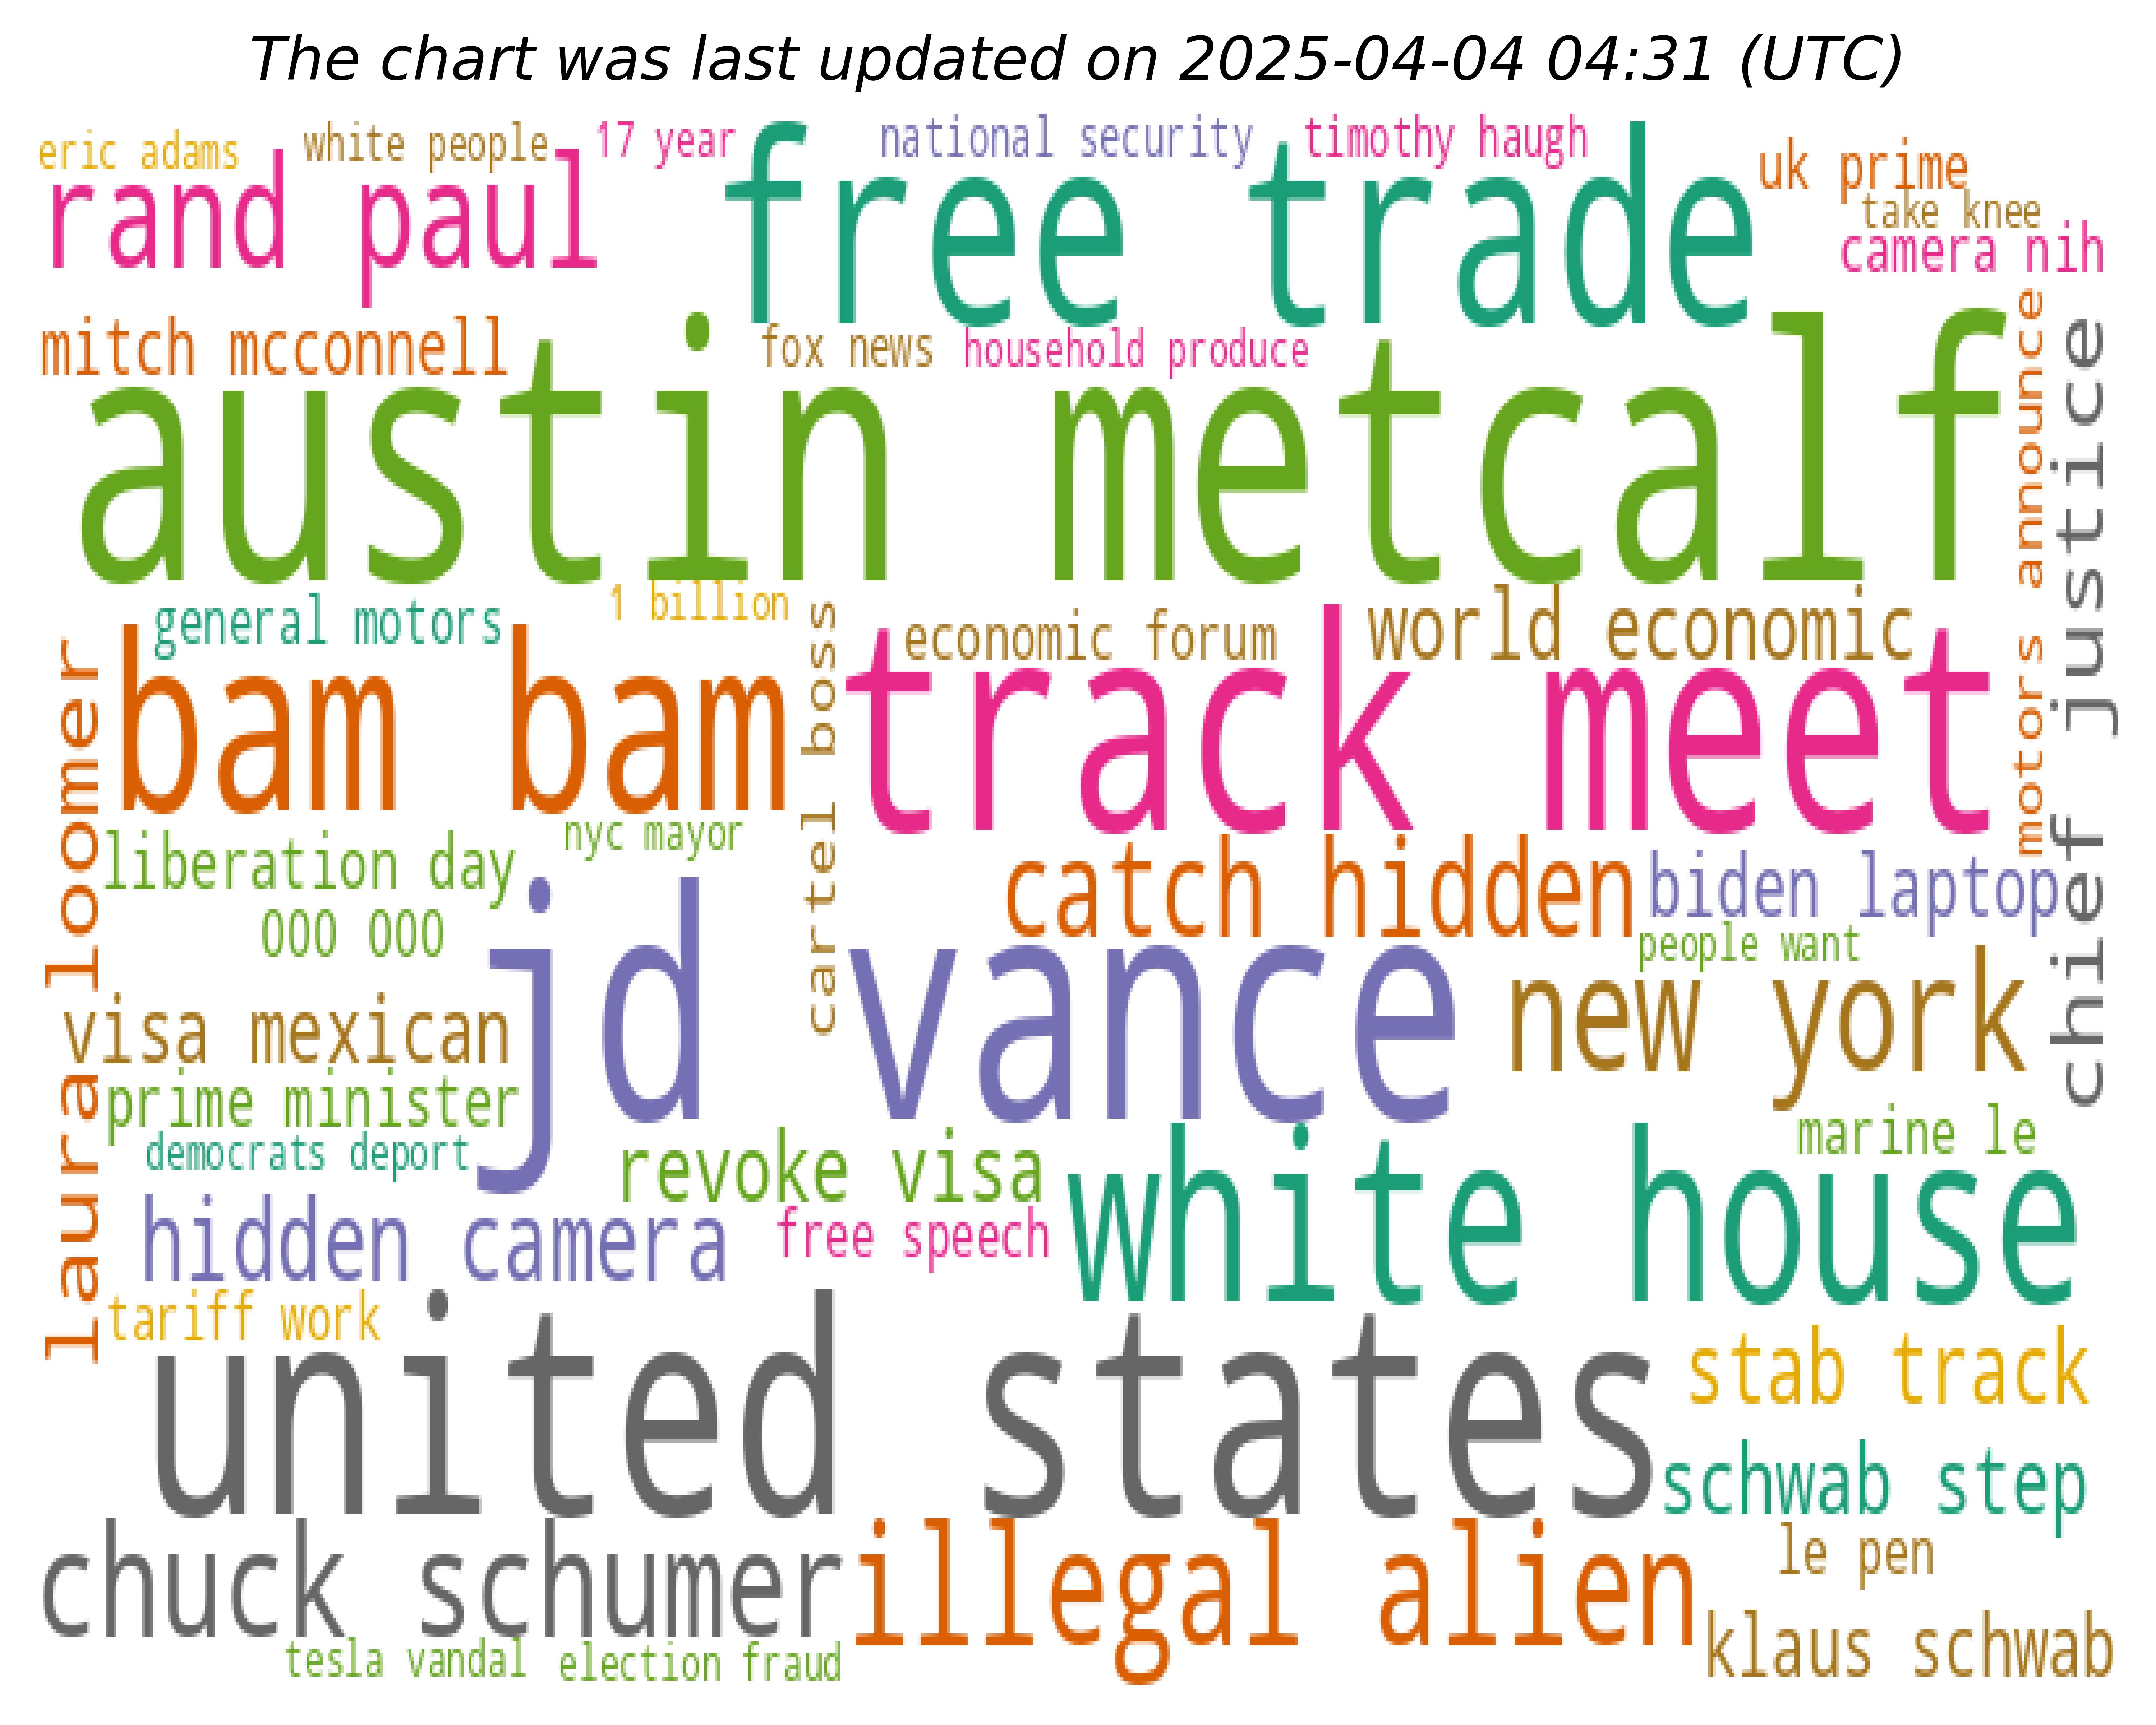 The chart was last updated on 2025-04-04 04:31 (UTC)
eric adams
white people
17 year
national security
timothy haugh
uk prime
rand paul
free trade
take knee
camera nih
mitch mcconnell
fox news
household produce
motors announce
chief justice
austin metcalf
general motors
1 billion
cartel boss
economic forum
world economic
laura loomer
bam bam
track meet
liberation day
nyc mayor
catch hidden
biden laptop
000 000
jd vance
people want
new york
visa mexican
prime minister
democrats deport
revoke visa
marine le
white house
hidden camera
free speech
tariff work
united states
stab track
schwab step
chuck schumer
illegal alien
le pen
klaus schwab
tesla vandal
election fraud